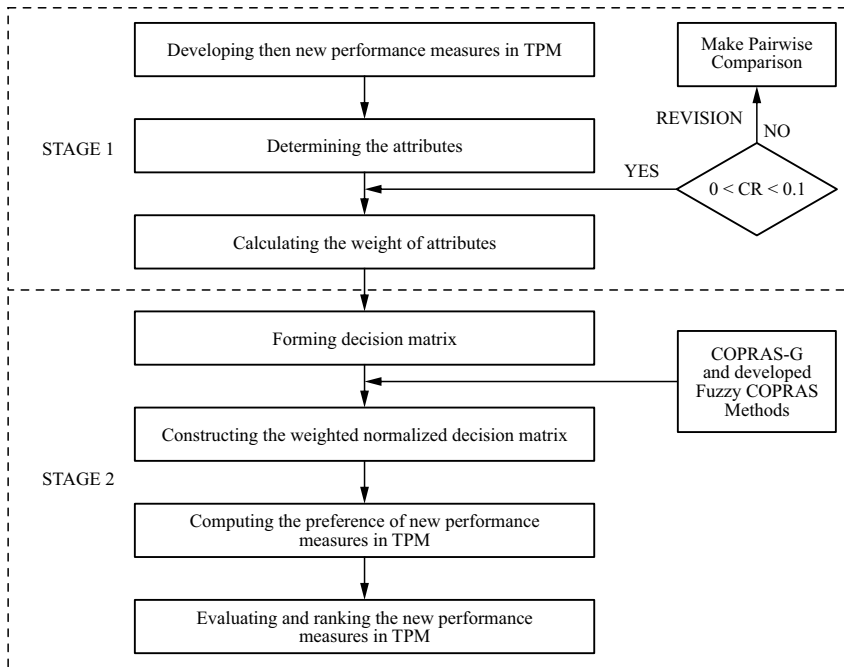 Developing then new performance measures in TPM
Make Pairwise
Comparison
REVISION
NO
STAGE 1
Determining the attributes
YES
0 < CR < 0.1
Calculating the weight of attributes
Forming decision matrix
COPRAS-G
and developed
Fuzzy COPRAS
Methods
Constructing the weighted normalized decision matrix
STAGE 2
Computing the preference of new performance
measures in TPM
Evaluating and ranking the new performance
measures in TPM